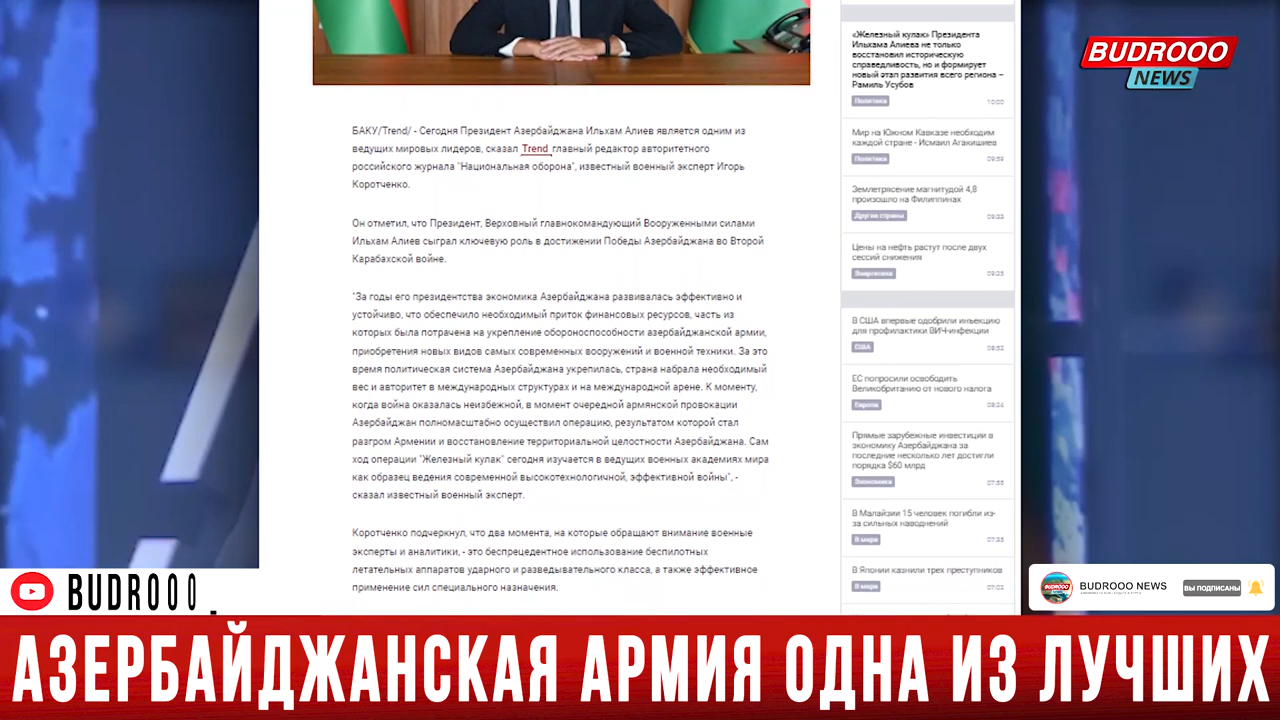 БАКУ/Trend/ - Сегодня Президент Азербайджана Ильхам Алиев является одним из
ведущих мировых лидеров, сказал Trend главный редактор авторитетного
российского журнала "Национальная оборона", известный военный эксперт Игорь
Коротченко.
Он отметил, что Президент, Верховный главнокомандующий Вооруженными силами
Ильхам Алиев сыграл ключевую роль в достижении Победы Азербайджана во Второй
Карабахской войне.
"За годы его президентства экономика Азербайджана развивалась эффективно и
устойчиво, что обеспечило необходимый приток финансовых ресурсов, часть из
которых была потрачена на укрепление обороноспособности азербайджанской армии,
приобретения новых видов самых современных вооружений и военной техники. За это
время политическая система Азербайджана укрепилась, страна набрала необходимый
вес и авторитет в международных структурах и на международной арене. К моменту,
когда война оказалась неизбежной, в момент очередной армянской провокации
Азербайджан полномасштабно осуществил операцию, результатом которой стал
разгром Армении и восстановление территориальной целостности Азербайджана. Сам
ход операции "Железный кулак" сегодня изучается в ведущих военных академиях мира
как образец ведения современной высокотехнологичной, эффективной войны", -
сказал известный военный эксперт.
Коротченко подчеркнул, что два момента, на которые обращают внимание военные
эксперты и аналитики, - это беспрецедентное использование беспилотных
летательных аппаратов ударного и разведывательного класса, а также эффективное
применение сил специального назначения.
«Железный кулак» Президента
Ильхама Алиева не только
восстановил историческую
справедливость, но и формирует
новый этап развития всего региона –
Рамиль Усубов
Политика 10:00
Мир на Южном Кавказе необходим
каждой стране - Исмаил Агакишиев
Политика 09:59
Землетрясение магнитудой 4,8
произошло на Филиппинах
Другие страны 09:33
Цены на нефть растут после двух
сессий снижения
Энергетика 09:25
В США впервые одобрили инъекцию
для профилактики ВИЧ-инфекции
США 08:52
ЕС попросили освободить
Великобританию от нового налога
Европа 08:24
Прямые зарубежные инвестиции в
экономику Азербайджана за
последние несколько лет достигли
порядка $60 млрд
Экономика
В Малайзии 15 человек погибли из-
за сильных наводнений
В мире 07:35
В Японии казнили трех преступников
В мире 07:02
BUDROOO
NEWS
BUDROOO NEWS
ВЫ ПОДПИСАНЫ
BUDROOO
АЗЕРБАЙДЖАНСКАЯ АРМИЯ ОДНА ИЗ ЛУЧШИХ